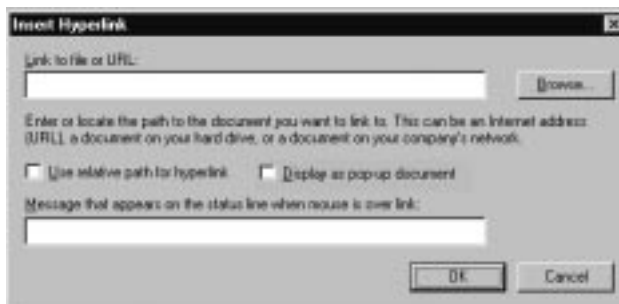 Insert Hyperlink
Link to file or URL:
Browse...
Enter or locate the path to the document you want to link to. This can be an Internet address
(URL), a document on your hard drive, or a document on your company's network.
Use relative path for hyperlink Display as pop-up document
Message that appears on the status line when mouse is over link:
OK Cancel